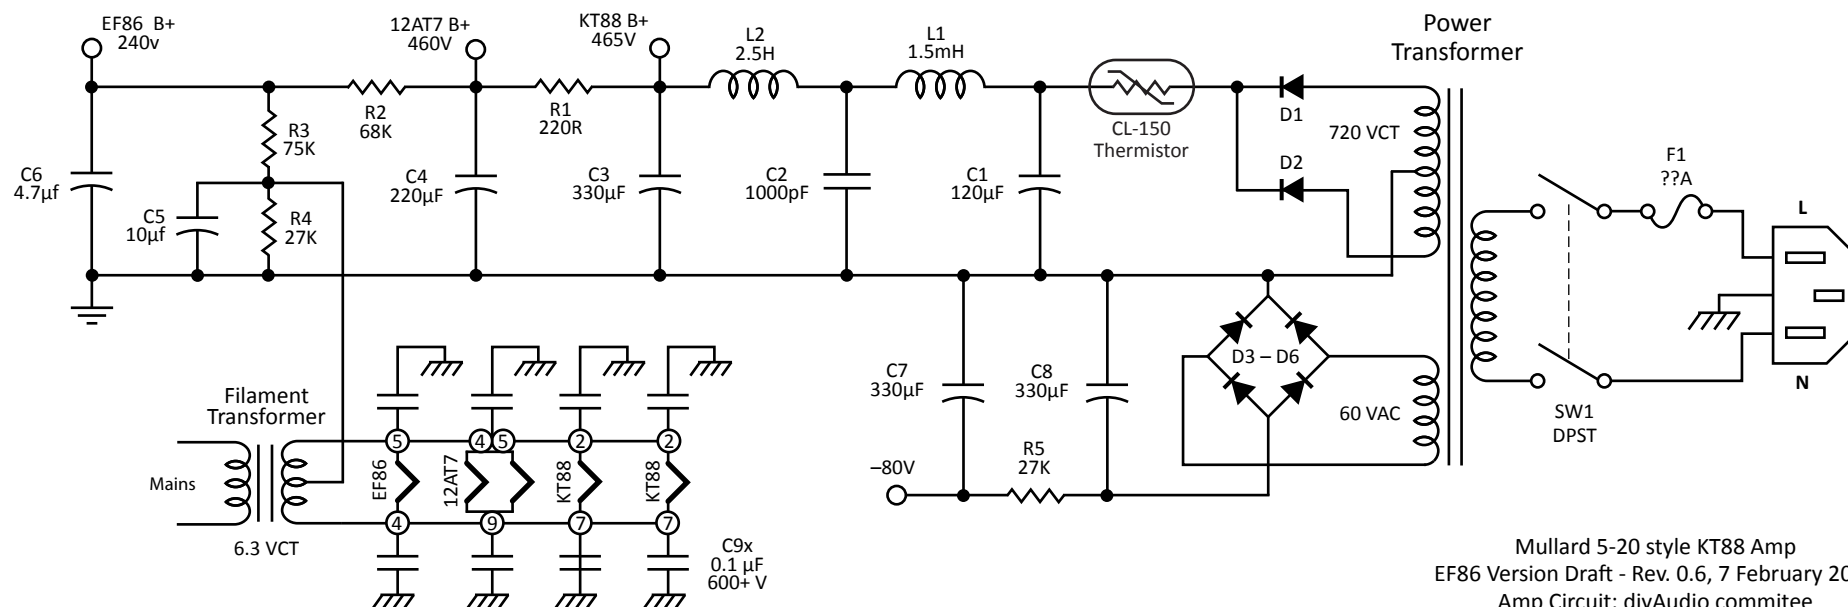 EF86 B+
240v
12AT7 B+
460V
KT88 B+
465V
L2
2.5H
L1
1.5mH
Power
Transformer
R2
68K
R1
220R
CL-150
Thermistor
D1
720 VCT
D2
R3
75K
C6
4.7µf
C5
10µf
R4
27K
C4
220µF
C3
330µF
C2
1000pF
C1
120µF
F1
??A
L
N
SW1
DPST
Filament
Transformer
Mains
6.3 VCT
5
4
5
2
2
EF86
12AT7
KT88
KT88
4
9
7
7
C9x
0.1 µF
600+ V
C7
330µF
C8
330µF
D3 – D6
60 VAC
R5
27K
–80V
Mullard 5-20 style KT88 Amp
EF86 Version Draft - Rev. 0.6, 7 February 20
Amp Circuit: diyAudio commitee